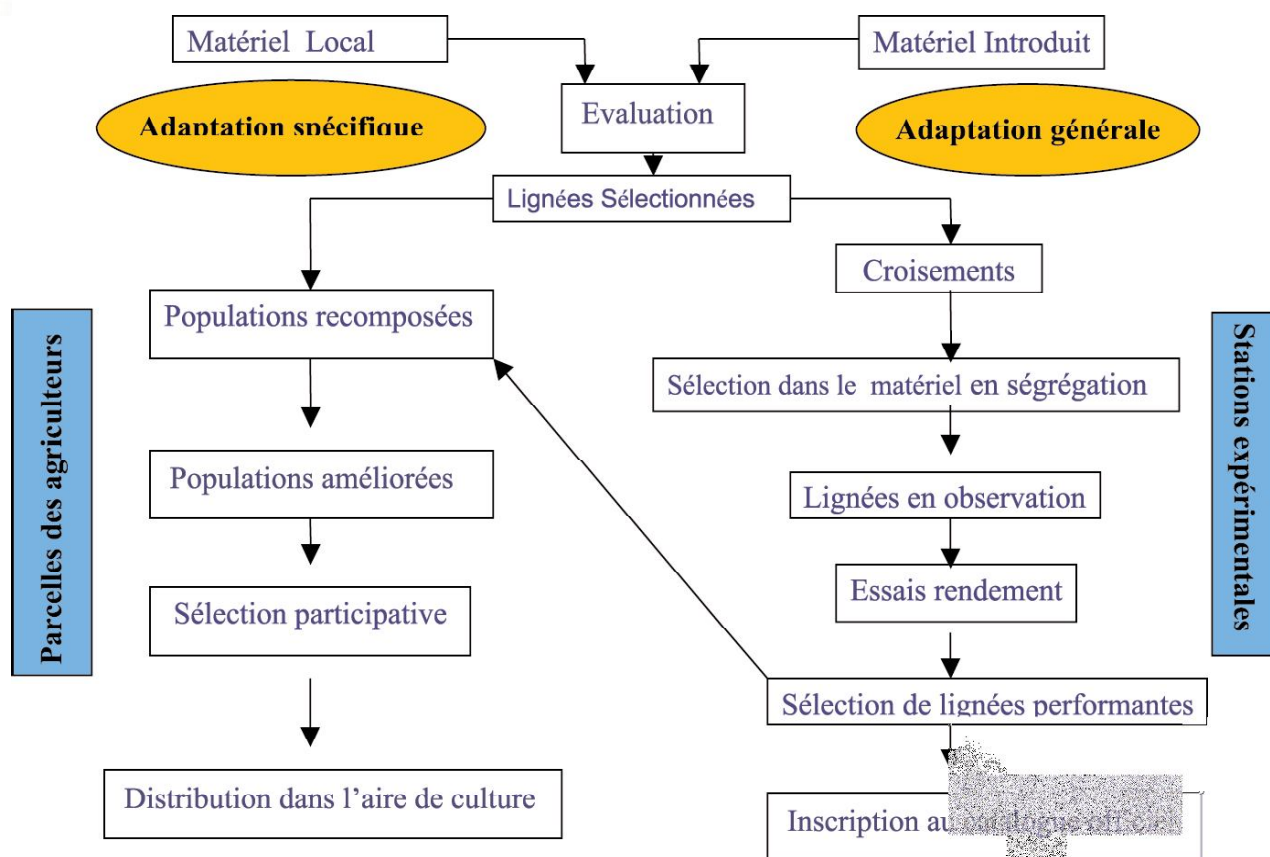 Matériel Local
Matériel Introduit
Adaptation spécifique
Evaluation
Adaptation générale
Lignées Sélectionnées
Croisements
Populations recomposées
Sélection dans le matériel en ségrégation
Parcelles des agriculteurs
Stations expérimentales
Populations améliorées
Lignées en observation
Essais rendement
Sélection participative
Sélection de lignées performantes
Distribution dans l’aire de culture
Inscription au